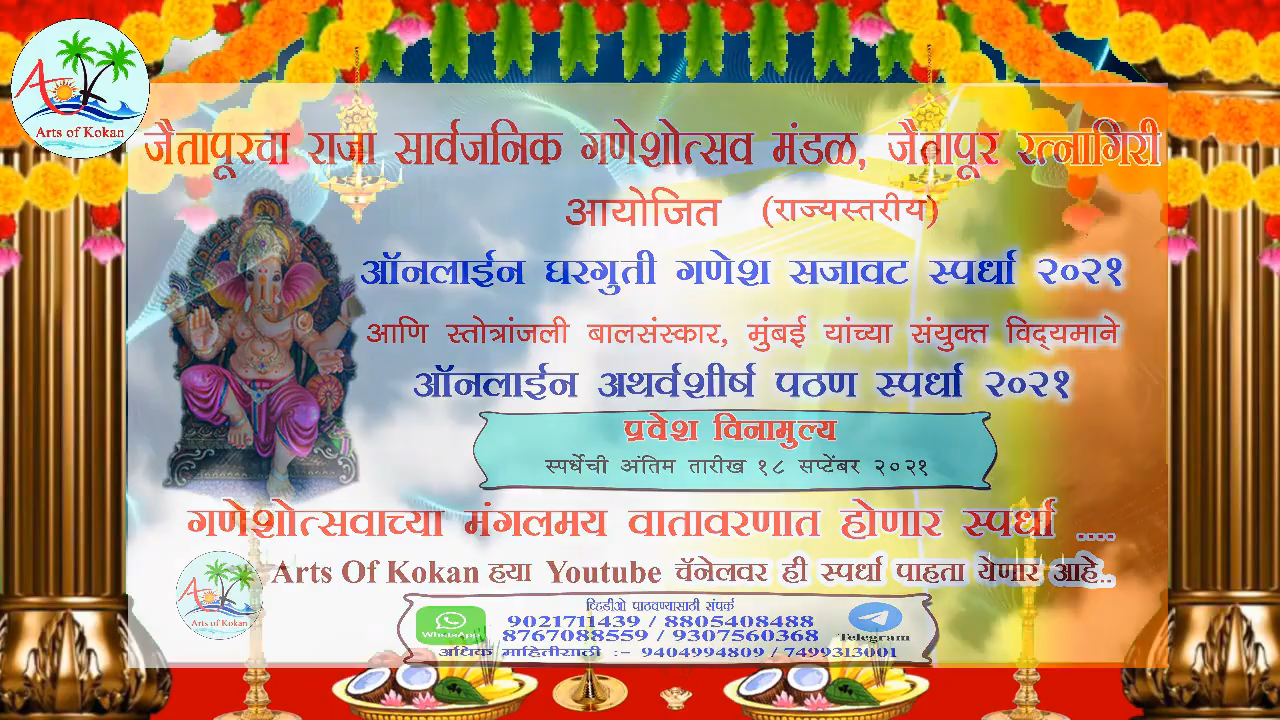 Arts of Kokan
जैतापूरचा राजा सार्वजनिक गणेशोत्सव मंडळ, जैतापूर रत्नागिरी
आयोजित (राज्यस्तरीय)
ऑनलाईन घरगुती गणेश सजावट स्पर्धा २०२१
आणि स्तोत्रांजली बालसंस्कार, मुंबई यांच्या संयुक्त विद्यमाने
ऑनलाईन अथर्वशीर्ष पठण स्पर्धा २०२१
प्रवेश विनामुल्य
स्पर्धेची अंतिम तारीख १८ सप्टेंबर २०२१
गणेशोत्सवाच्या मंगलमय वातावरणात होणार स्पर्धा ....
Arts Of Kokan हया Youtube चॅनेलवर ही स्पर्धा पाहता येणार आहे..
Arts of Kokan
व्हिडीओ पाठवण्यासाठी संपर्क
9021711439 / 8805408488
WhatsApp 8767088559 / 9307560368 Telegram
अधिक माहितीसाठी :- 9404994809 / 7499313001